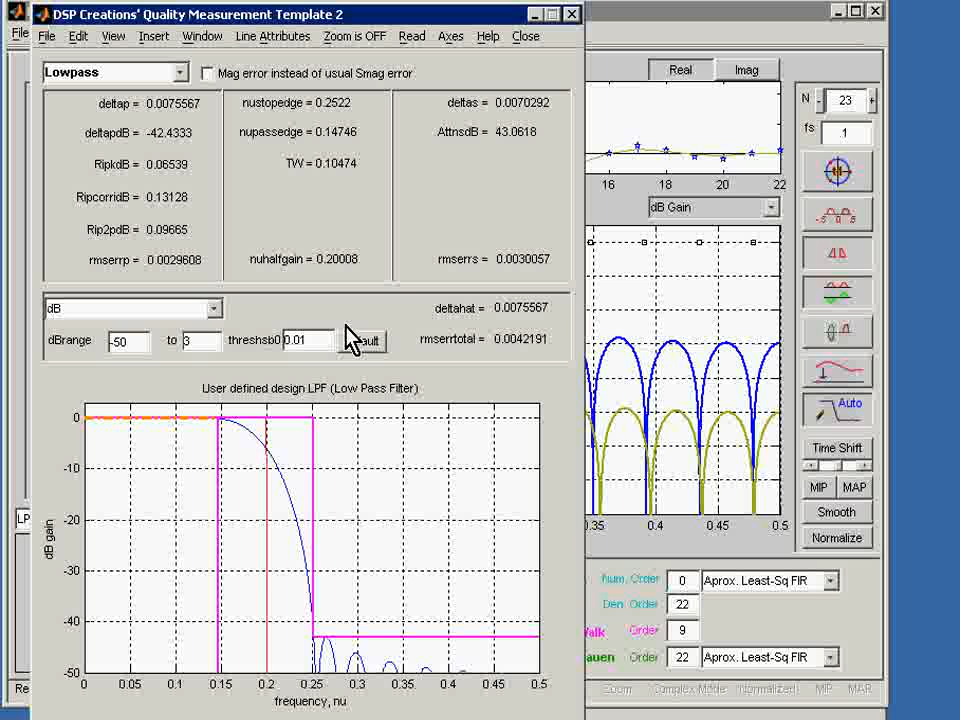 DSP Creations' Quality Measurement Template 2
File Edit View Insert Window Line Attributes Zoom is OFF Read Axes Help Close
Lowpass
Mag error instead of usual Smag error
deltap = 0.0075567
nustopedge = 0.2522
deltas = 0.0070292
deltapdB = -42.4333
nupassedge = 0.14746
AttnsdB = 43.0618
RipkdB = 0.06539
TW = 0.10474
RipcorridB = 0.13128
Rip2pdB = 0.09665
rmserrp = 0.0029608
nuhalfgain = 0.20008
rmserrs = 0.0030057
dB
deltahat = 0.0075567
dBrange -50 to 3 threshsb0 0.01
rmserrtotal = 0.0042191
User defined design LPF (Low Pass Filter)
dB gain
0
-10
-20
-30
-40
-50
0 0.05 0.1 0.15 0.2 0.25 0.3 0.35 0.4 0.45 0.5
frequency, nu
File
Real Imag
16 18 20 22
dB Gain
0.35 0.4 0.45 0.5
N - 23 +
fs 1
Auto
Time Shift
MIP MAP
Smooth
Normalize
Num. Order 0 Aprox. Least-Sq FIR
Den. Order 22
Order 9
Order 22 Aprox. Least-Sq FIR
Zoom Complex Mode Normalized MIP MAR
LP
Re